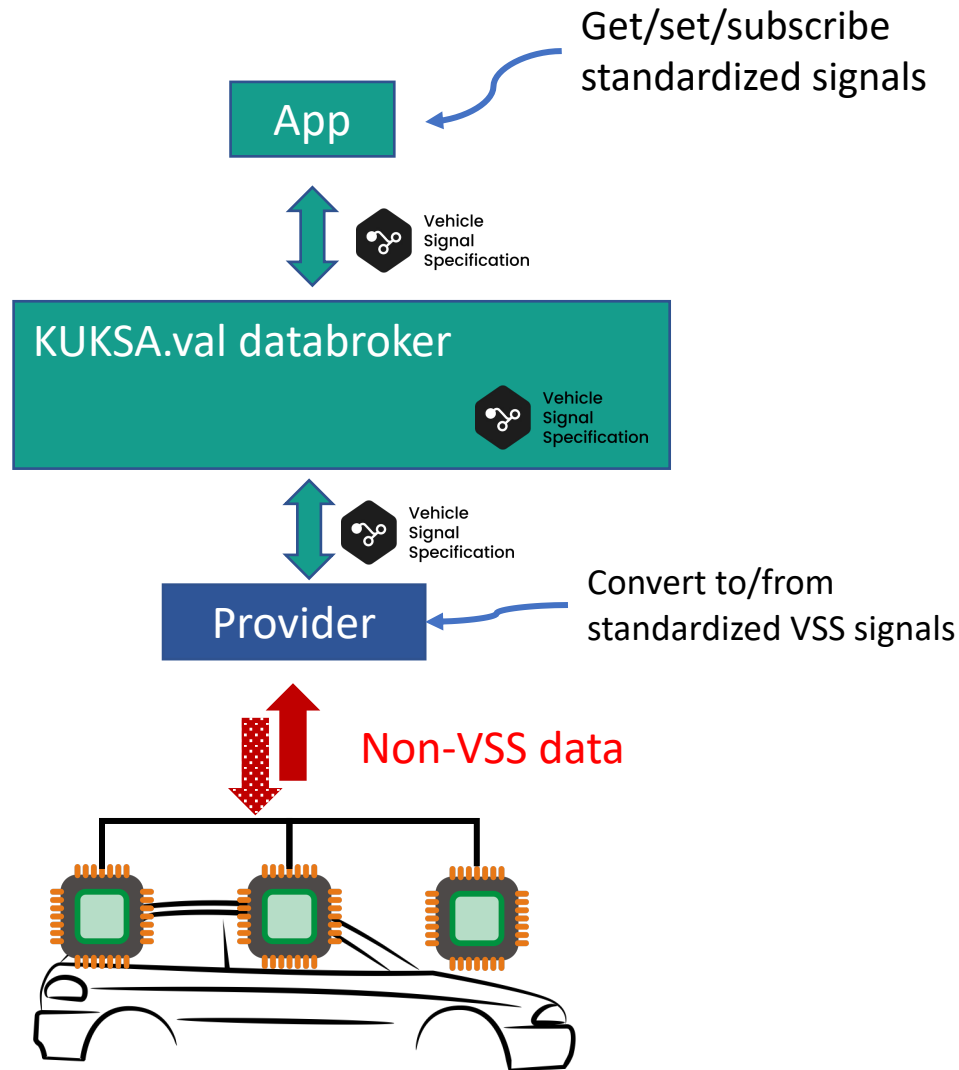 Get/set/subscribe
standardized signals
App
Vehicle
Signal
Specification
KUKSA.val databroker
Vehicle
Signal
Specification
Vehicle
Signal
Specification
Provider
Convert to/from
standardized VSS signals
Non-VSS data